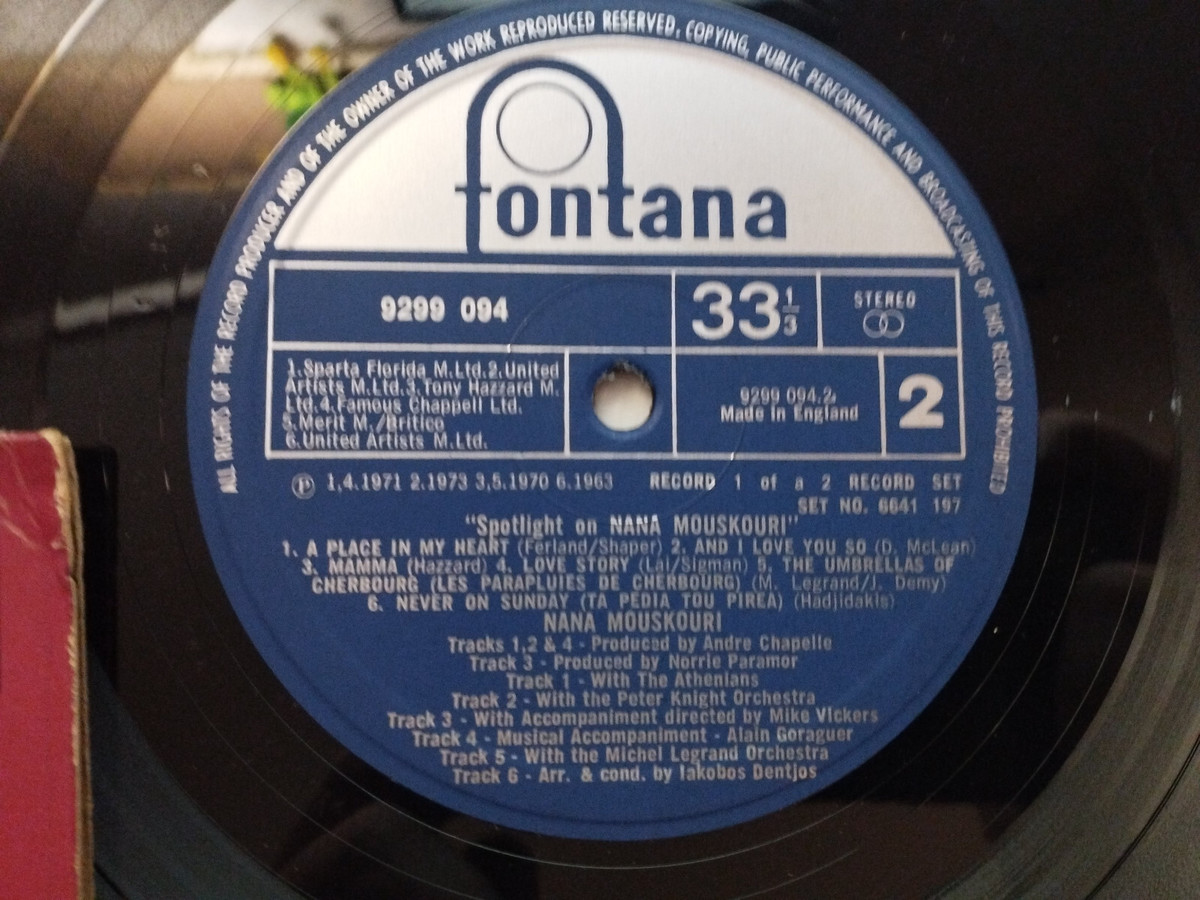 ALL RIGHTS OF THE RECORD PRODUCER AND OF THE OWNER OF THE WORK REPRODUCED RESERVED. COPYING, PUBLIC PERFORMANCE AND BROADCASTING OF THIS RECORD PROHIBITED
fontana
9299 094
33 1/3
STEREO
1.Sparta Florida M.Ltd.2.United
Artists M.Ltd.3.Tony Hazzard M.
Ltd.4.Famous Chappell Ltd.
5.Merit M./Britico
6.United Artists M.Ltd.
9299 094.2
Made in England
2
℗ 1,4.1971 2.1973 3,5.1970 6.1963 RECORD 1 of a 2 RECORD SET
SET NO. 6641 197
"Spotlight on NANA MOUSKOURI"
1. A PLACE IN MY HEART (Ferland/Shaper) 2. AND I LOVE YOU SO (D. McLean)
3. MAMMA (Hazzard) 4. LOVE STORY (Lai/Sigman) 5. THE UMBRELLAS OF
CHERBOURG (LES PARAPLUIES DE CHERBOURG) (M. Legrand/J. Demy)
6. NEVER ON SUNDAY (TA PEDIA TOU PIREA) (Hadjidakis)
NANA MOUSKOURI
Tracks 1,2 & 4 - Produced by Andre Chapelle
Track 3 - Produced by Norrie Paramor
Track 1 - With The Athenians
Track 2 - With the Peter Knight Orchestra
Track 3 - With Accompaniment directed by Mike Vickers
Track 4 - Musical Accompaniment - Alain Goraguer
Track 5 - With the Michel Legrand Orchestra
Track 6 - Arr. & cond. by Iakobos Dentjos